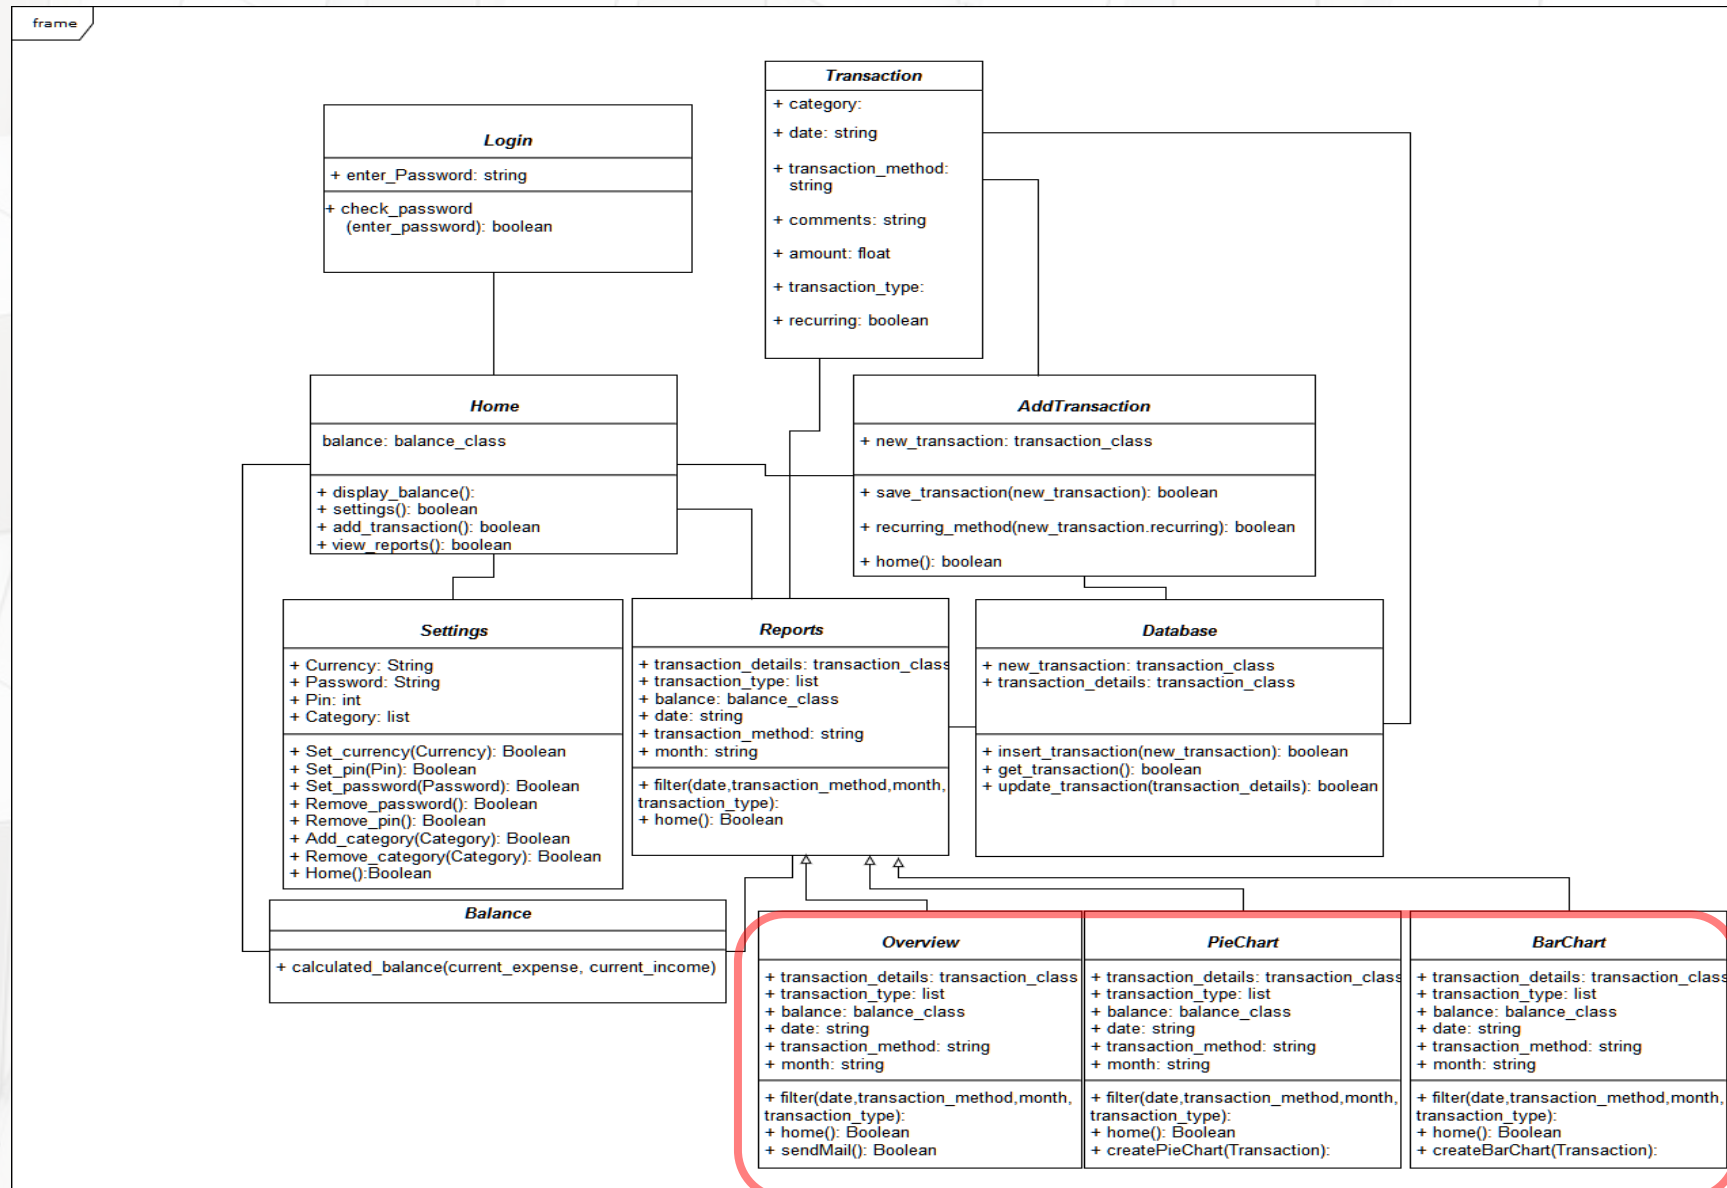 frame
Transaction
+ category:
+ date: string
+ transaction_method:
string
+ comments: string
+ amount: float
+ transaction_type:
+ recurring: boolean
Login
+ enter_Password: string
+ check_password
(enter_password): boolean
Home
balance: balance_class
+ display_balance():
+ settings(): boolean
+ add_transaction(): boolean
+ view_reports(): boolean
AddTransaction
+ new_transaction: transaction_class
+ save_transaction(new_transaction): boolean
+ recurring_method(new_transaction.recurring): boolean
+ home(): boolean
Settings
+ Currency: String
+ Password: String
+ Pin: int
+ Category: list
+ Set_currency(Currency): Boolean
+ Set_pin(Pin): Boolean
+ Set_password(Password): Boolean
+ Remove_password(): Boolean
+ Remove_pin(): Boolean
+ Add_category(Category): Boolean
+ Remove_category(Category): Boolean
+ Home():Boolean
Reports
+ transaction_details: transaction_class
+ transaction_type: list
+ balance: balance_class
+ date: string
+ transaction_method: string
+ month: string
+ filter(date,transaction_method,month,
transaction_type):
+ home(): Boolean
Database
+ new_transaction: transaction_class
+ transaction_details: transaction_class
+ insert_transaction(new_transaction): boolean
+ get_transaction(): boolean
+ update_transaction(transaction_details): boolean
Balance
+ calculated_balance(current_expense, current_income)
Overview
+ transaction_details: transaction_class
+ transaction_type: list
+ balance: balance_class
+ date: string
+ transaction_method: string
+ month: string
+ filter(date,transaction_method,month,
transaction_type):
+ home(): Boolean
+ sendMail(): Boolean
PieChart
+ transaction_details: transaction_class
+ transaction_type: list
+ balance: balance_class
+ date: string
+ transaction_method: string
+ month: string
+ filter(date,transaction_method,month,
transaction_type):
+ home(): Boolean
+ createPieChart(Transaction):
BarChart
+ transaction_details: transaction_class
+ transaction_type: list
+ balance: balance_class
+ date: string
+ transaction_method: string
+ month: string
+ filter(date,transaction_method,month,
transaction_type):
+ home(): Boolean
+ createBarChart(Transaction):